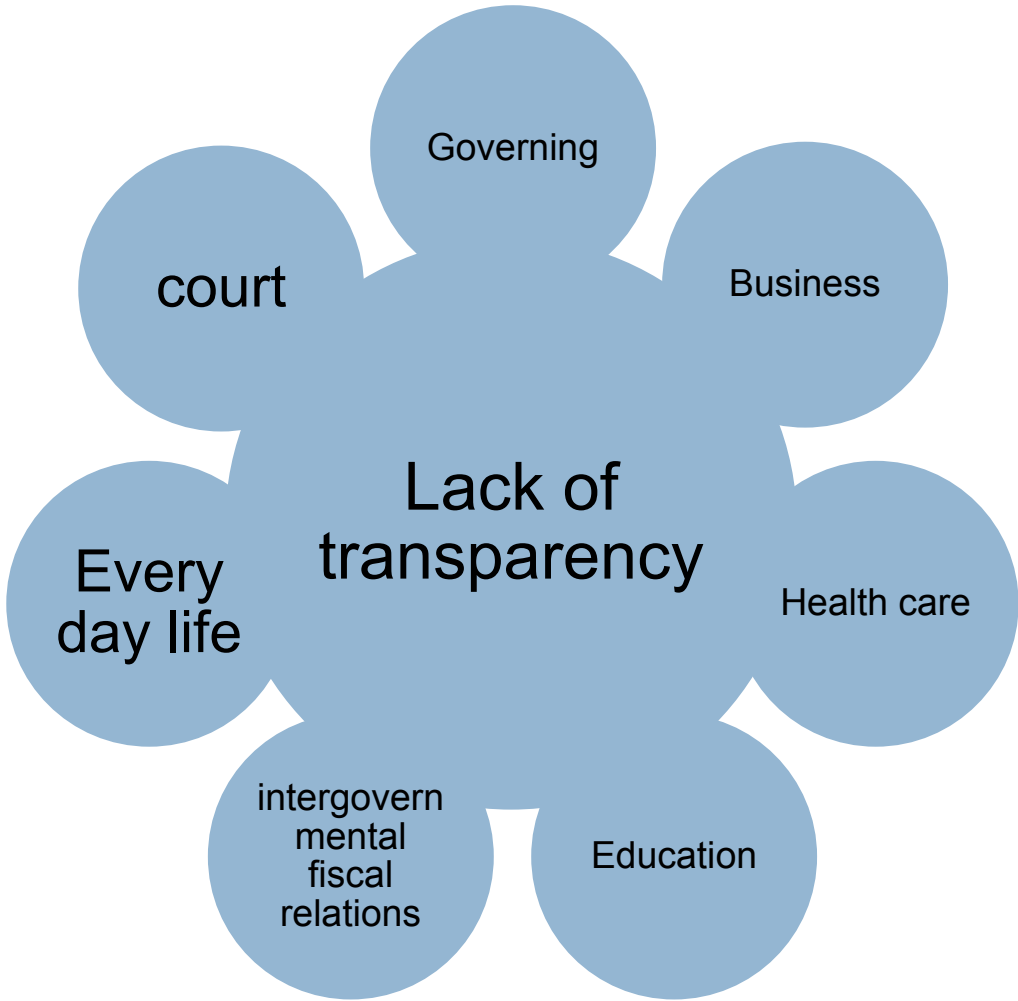 Governing
Business
court
Lack of
transparency
Every
day life
Health care
intergovern
mental
fiscal
relations
Education